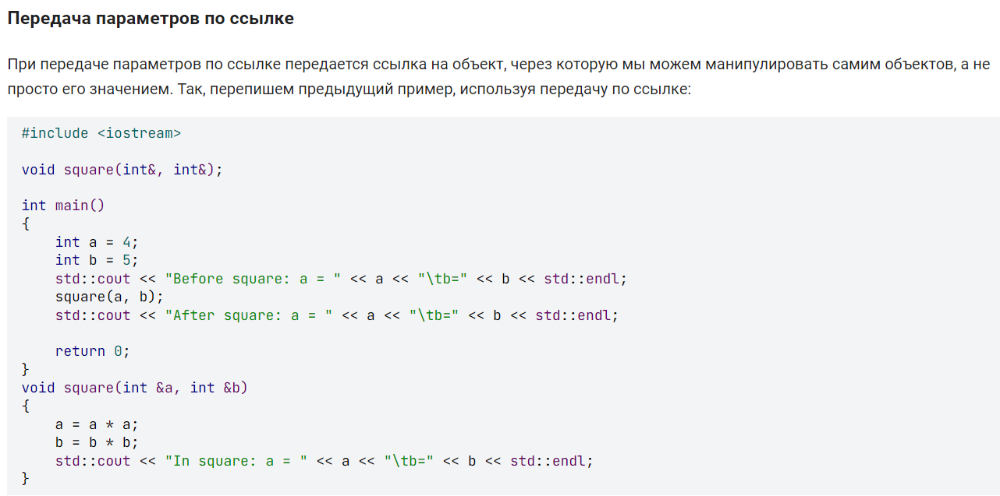 Передача параметров по ссылке
При передаче параметров по ссылке передается ссылка на объект, через которую мы можем манипулировать самим объектов, а не
просто его значением. Так, перепишем предыдущий пример, используя передачу по ссылке:
#include <iostream>
void square(int&, int&);
int main()
{
    int a = 4;
    int b = 5;
    std::cout << "Before square: a = " << a << "\tb=" << b << std::endl;
    square(a, b);
    std::cout << "After square: a = " << a << "\tb=" << b << std::endl;
    return 0;
}
void square(int &a, int &b)
{
    a = a * a;
    b = b * b;
    std::cout << "In square: a = " << a << "\tb=" << b << std::endl;
}